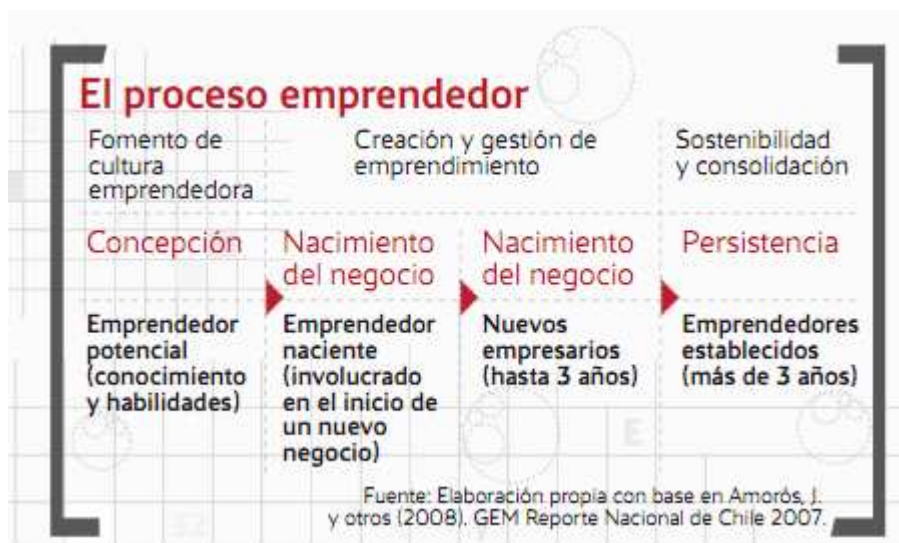 El proceso emprendedor
Fomento de
cultura
emprendedora
Creación y gestión de
emprendimiento
Sostenibilidad
y consolidación
Concepción
Nacimiento
del negocio
Nacimiento
del negocio
Persistencia
Emprendedor
potencial
(conocimiento
y habilidades)
Emprendedor
naciente
(involucrado
en el inicio de
un nuevo
negocio)
Nuevos
empresarios
(hasta 3 años)
Emprendedores
establecidos
(más de 3 años)
Fuente: Elaboración propia con base en Amorós, J.
y otros (2008). GEM Reporte Nacional de Chile 2007.